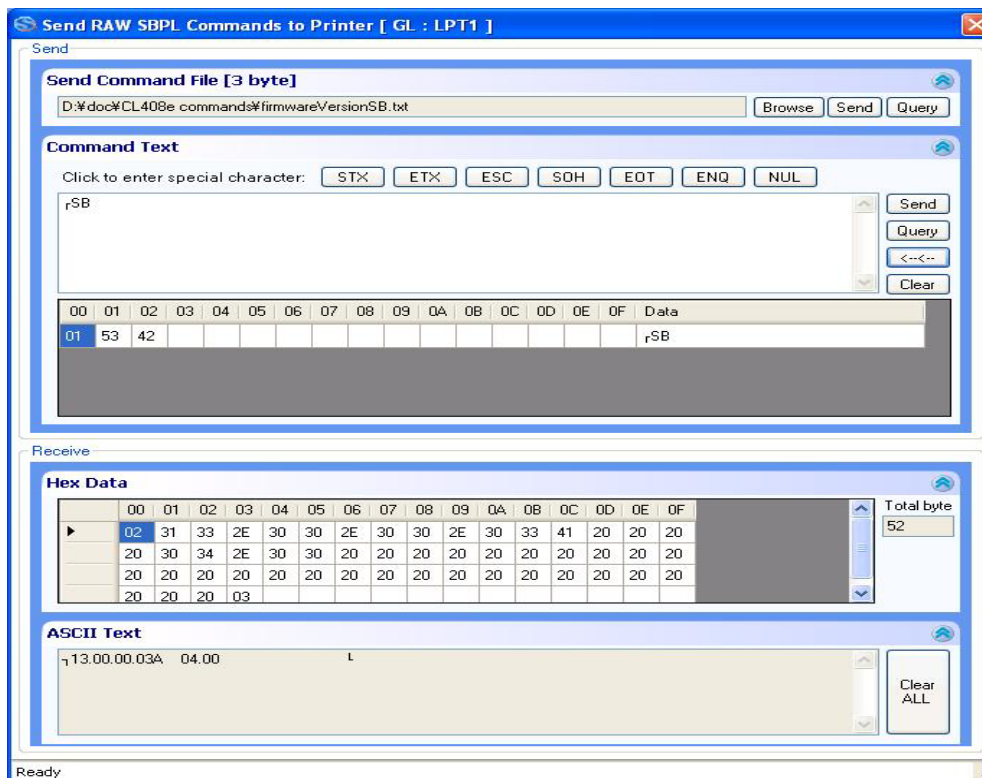 Send RAW SBPL Commands to Printer [ GL : LPT1 ]
Send
Send Command File [3 byte]
D:¥doc¥CL408e commands¥firmwareVersionSB.txt Browse Send Query
Command Text
Click to enter special character: STX ETX ESC SOH EOT ENQ NUL
┌SB Send
Query
<--<--
Clear
00 01 02 03 04 05 06 07 08 09 0A 0B 0C 0D 0E 0F Data
01 53 42 ┌SB
Receive
Hex Data
00 01 02 03 04 05 06 07 08 09 0A 0B 0C 0D 0E 0F Total byte
02 31 33 2E 30 30 2E 30 30 2E 30 33 41 20 20 20 52
20 30 34 2E 30 30 20 20 20 20 20 20 20 20 20 20
20 20 20 20 20 20 20 20 20 20 20 20 20 20 20 20
20 20 20 03
ASCII Text
┐13.00.00.03A    04.00 └
Clear
ALL
Ready